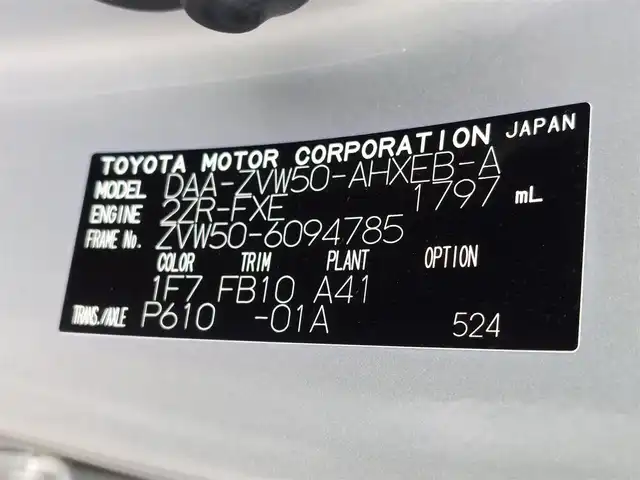 TOYOTA MOTOR CORPORATION JAPAN
MODEL DAA-ZVW50-AHXEB-A
ENGINE 2ZR-FXE 1797 mL
FRAME No. ZVW50-6094785
COLOR TRIM PLANT OPTION
1F7 FB10 A41
TRANS./AXLE P610 -01A 524